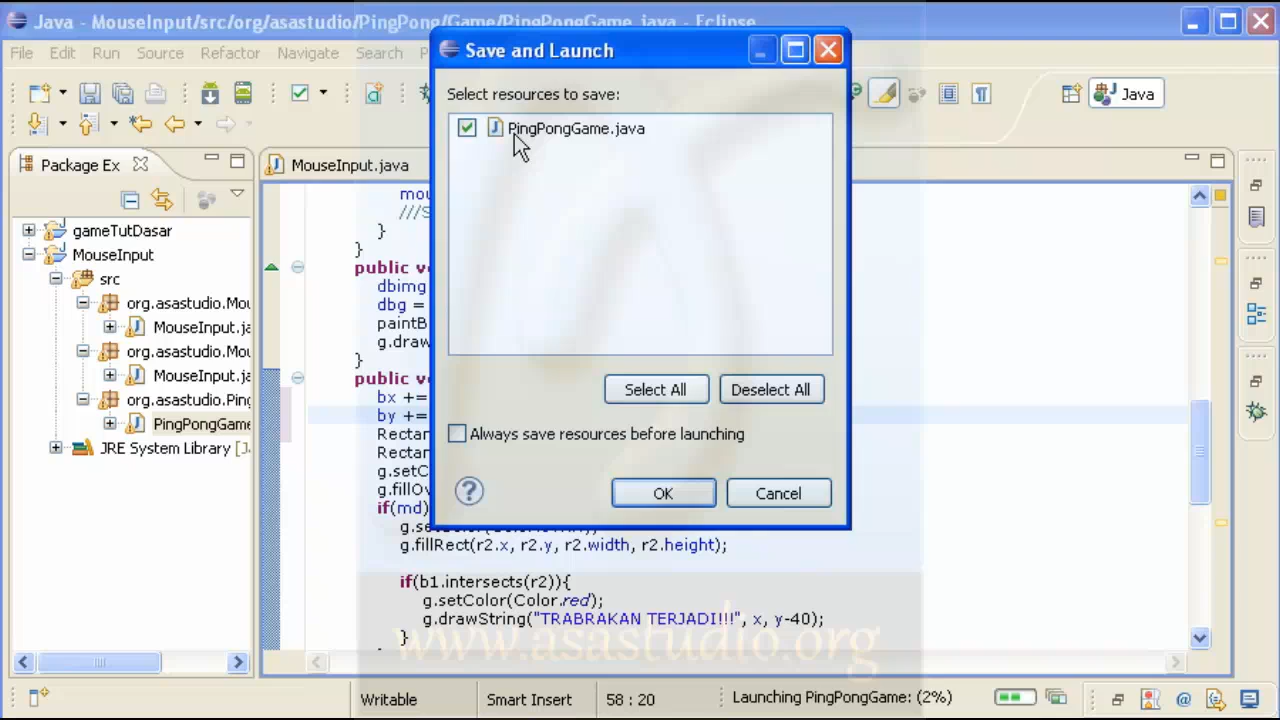 Java - MouseInput/src/org/asastudio/PingPong/Game/PingPongGame.java - Eclipse
File Edit Run Source Refactor Navigate Search
Java
Package Ex
gameTutDasar
MouseInput
src
org.asastudio.Mou
MouseInput.ja
org.asastudio.Mou
MouseInput.ja
org.asastudio.Ping
PingPongGame
JRE System Library [J
MouseInput.java
mou
///S
}
}
public v
dbimg
dbg =
paintB
g.draw
}
public v
bx +=
by +=
Rectan
Rectan
g.setC
g.fillOv
if(md)
g.fillRect(r2.x, r2.y, r2.width, r2.height);
if(b1.intersects(r2)){
g.setColor(Color.red);
g.drawString("TRABRAKAN TERJADI!!!", x, y-40);
}
Save and Launch
Select resources to save:
PingPongGame.java
Select All
Deselect All
Always save resources before launching
OK
Cancel
www.asastudio.org
Writable
Smart Insert
58 : 20
Launching PingPongGame: (2%)